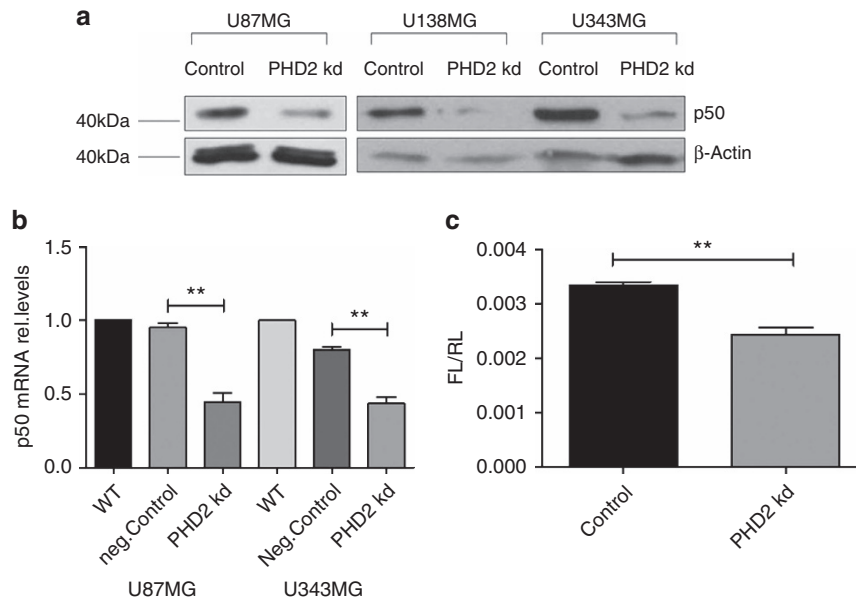 a
U87MG
U138MG
U343MG
Control PHD2 kd Control PHD2 kd Control PHD2 kd
40kDa
p50
40kDa
β-Actin
b
p50 mRNA rel.levels
1.5
1.0
0.5
0.0
**
**
WT
neg.Control
PHD2 kd
WT
Neg.Control
PHD2 kd
U87MG
U343MG
c
FL/RL
0.004
0.003
0.002
0.001
0.000
**
Control
PHD2 kd